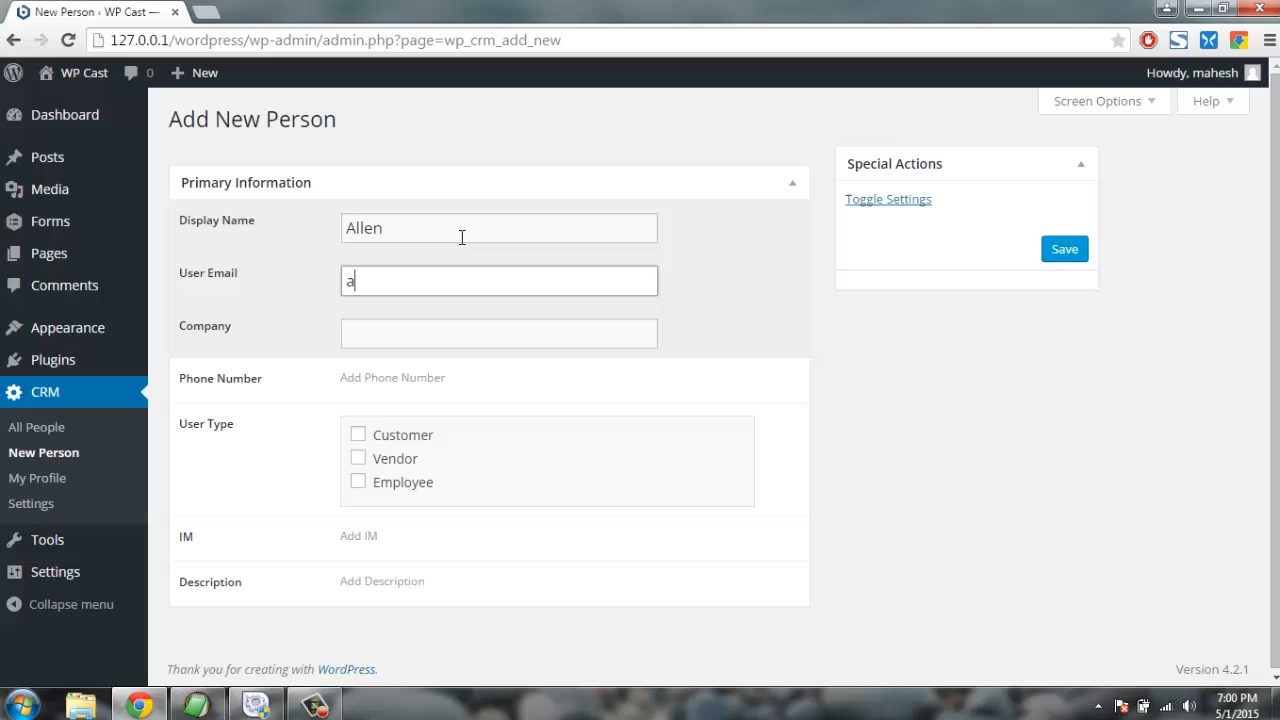 New Person ‹ WP Cast —
127.0.0.1/wordpress/wp-admin/admin.php?page=wp_crm_add_new
WP Cast 0 New Howdy, mahesh
Screen Options Help
Dashboard
Posts
Media
Forms
Pages
Comments
Appearance
Plugins
CRM
All People
New Person
My Profile
Settings
Tools
Settings
Collapse menu
Add New Person
Primary Information
Display Name Allen
User Email a
Company
Phone Number Add Phone Number
User Type
Customer
Vendor
Employee
IM Add IM
Description Add Description
Special Actions
Toggle Settings
Save
Thank you for creating with WordPress. Version 4.2.1
7:00 PM
5/1/2015